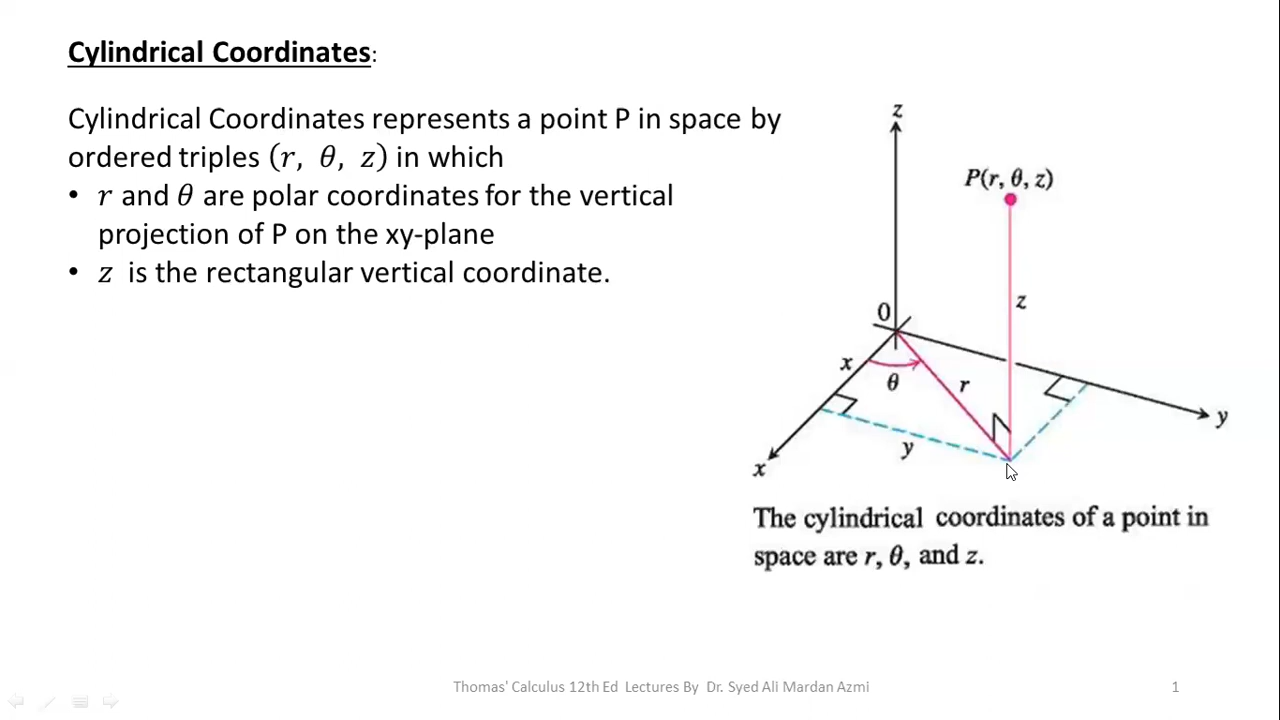 Cylindrical Coordinates:
Cylindrical Coordinates represents a point P in space by
ordered triples (r, θ, z) in which
• r and θ are polar coordinates for the vertical
projection of P on the xy-plane
• z is the rectangular vertical coordinate.
z
P(r, θ, z)
z
0
x
θ
r
y
y
x
The cylindrical coordinates of a point in
space are r, θ, and z.
Thomas' Calculus 12th Ed Lectures By Dr. Syed Ali Mardan Azmi
1